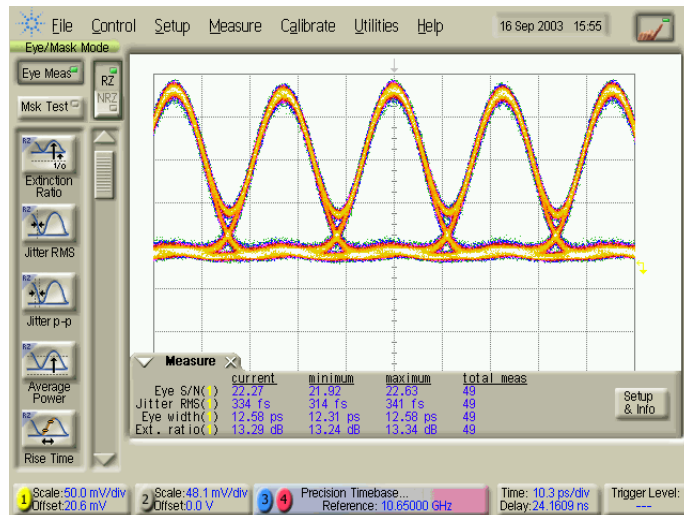 File Control Setup Measure Calibrate Utilities Help 16 Sep 2003 15:55
Eye/Mask Mode
Eye Meas
RZ
NRZ
Msk Test
RZ
1/0
Extinction
Ratio
RZ
Jitter RMS
RZ
Jitter p-p
RZ
Average
Power
RZ
Rise Time
Measure
current minimum maximum total meas
Eye S/N(1) 22.27 21.92 22.63 49
Jitter RMS(1) 334 fs 314 fs 341 fs 49
Eye width(1) 12.58 ps 12.31 ps 12.58 ps 49
Ext. ratio(1) 13.29 dB 13.24 dB 13.34 dB 49
Setup
& Info
1 Scale:50.0 mV/div
Offset:20.6 mV
2 Scale:48.1 mV/div
Offset:0.0 V
3 4 Precision Timebase...
Reference: 10.65000 GHz
Time: 10.3 ps/div
Delay:24.1609 ns
Trigger Level:
---